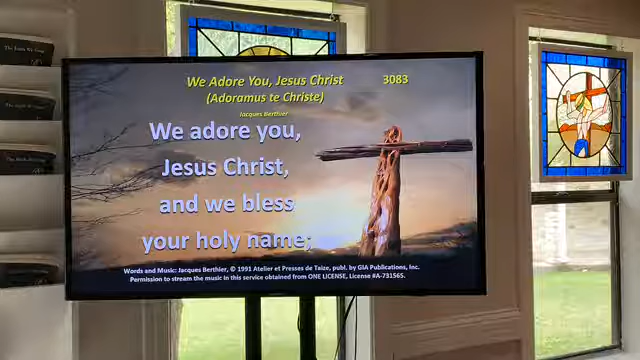 We Adore You, Jesus Christ 3083
(Adoramus te Christe)
Jacques Berthier
We adore you,
Jesus Christ,
and we bless
your holy name;
Words and Music: Jacques Berthier, © 1991 Atelier et Presses de Taize, publ. by GIA Publications, Inc.
Permission to stream the music in this service obtained from ONE LICENSE, License #A-731565.